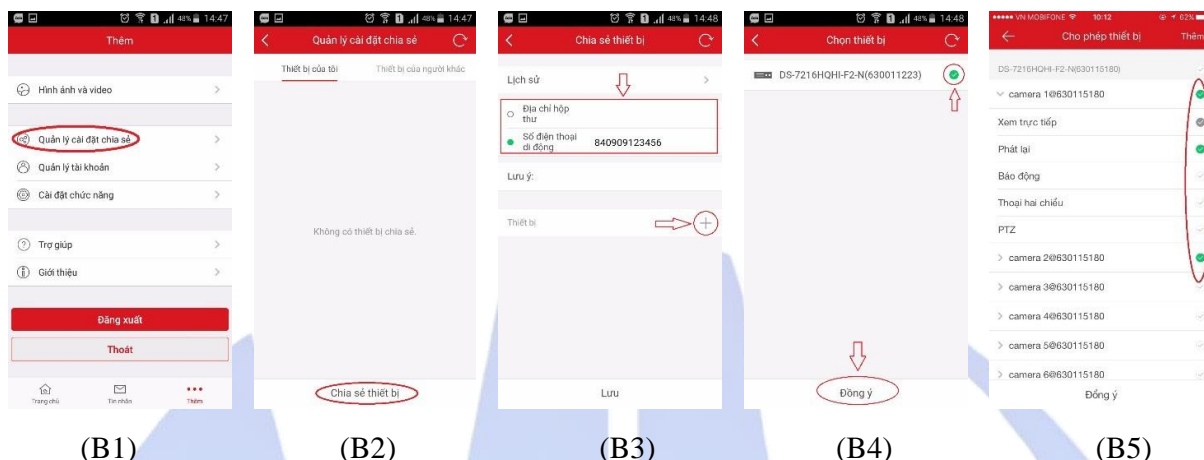 48% 14:47
Thêm
Hình ảnh và video
Quản lý cài đặt chia sẻ
Quản lý tài khoản
Cài đặt chức năng
Trợ giúp
Giới thiệu
Đăng xuất
Thoát
Trang chủ Tin nhắn Thêm
(B1)
48% 14:47
Quản lý cài đặt chia sẻ
Thiết bị của tôi Thiết bị của người khác
Không có thiết bị chia sẻ.
Chia sẻ thiết bị
(B2)
48% 14:48
Chia sẻ thiết bị
Lịch sử
Địa chỉ hộp
thư
Số điện thoại
di động 840909123456
Lưu ý:
Thiết bị
Lưu
(B3)
48% 14:48
Chọn thiết bị
DS-7216HQHI-F2-N(630011223)
Đồng ý
(B4)
VN MOBIFONE 10:12 62%
Cho phép thiết bị Thêm
DS-7216HQHI-F2-N(630115180)
camera 1@630115180
Xem trực tiếp
Phát lại
Báo động
Thoại hai chiều
PTZ
camera 2@630115180
camera 3@630115180
camera 4@630115180
camera 5@630115180
camera 6@630115180
Đồng ý
(B5)